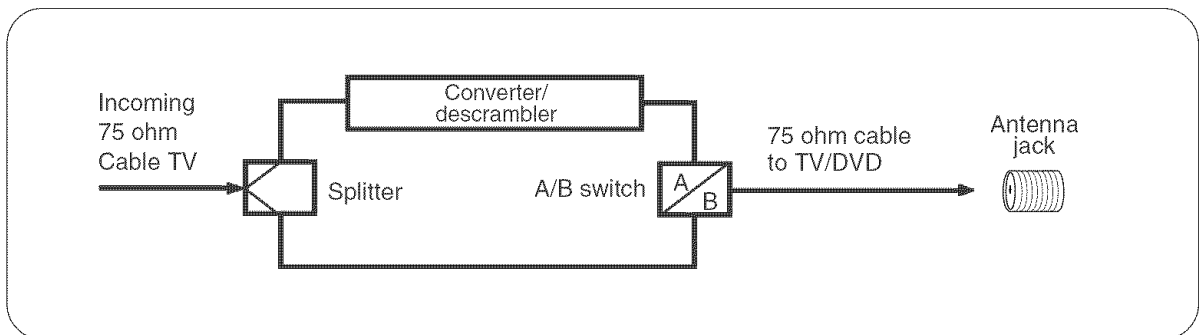 Incoming
75 ohm
Cable TV
Converter/
descrambler
Splitter
A/B switch
A
B
75 ohm cable
to TV/DVD
Antenna
jack